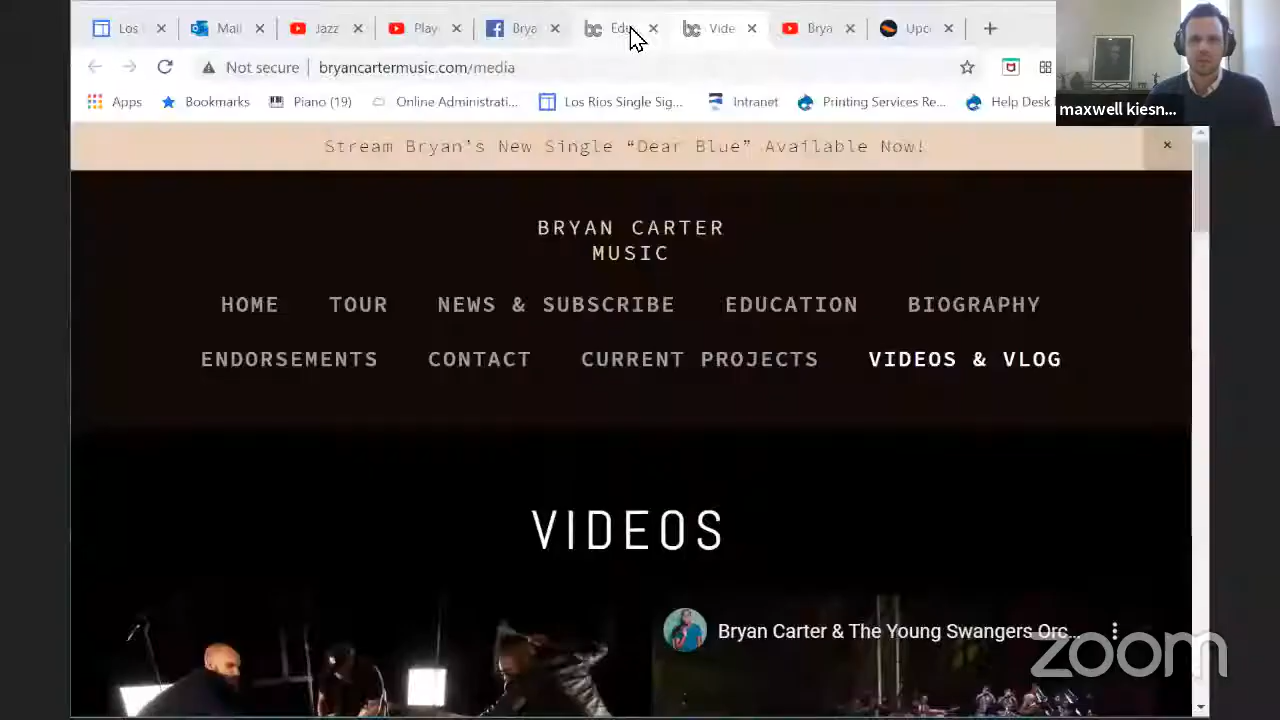 Los
Mail
Jazz
Play
Brya
bc Edu
bc Vide
Brya
Upco
Not secure bryancartermusic.com/media
Apps Bookmarks Piano (19) Online Administrati... Los Rios Single Sig... Intranet Printing Services Re... Help Desk
maxwell kiesn...
Stream Bryan's New Single “Dear Blue” Available Now!
BRYAN CARTER
MUSIC
HOME TOUR NEWS & SUBSCRIBE EDUCATION BIOGRAPHY
ENDORSEMENTS CONTACT CURRENT PROJECTS VIDEOS & VLOG
VIDEOS
Bryan Carter & The Young Swangers Orc...
zoom